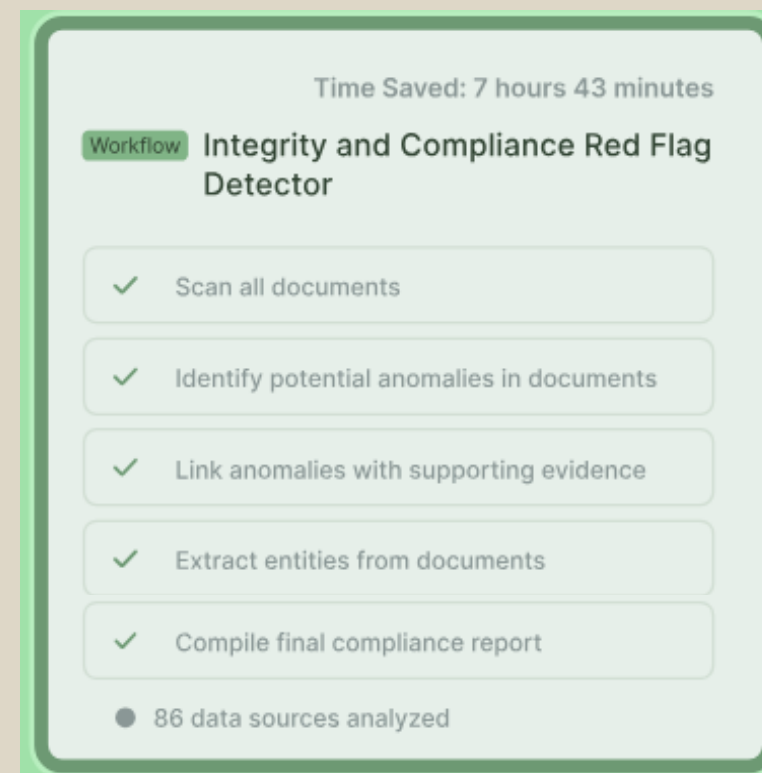 Time Saved: 7 hours 43 minutes
Workflow Integrity and Compliance Red Flag
Detector
Scan all documents
Identify potential anomalies in documents
Link anomalies with supporting evidence
Extract entities from documents
Compile final compliance report
86 data sources analyzed